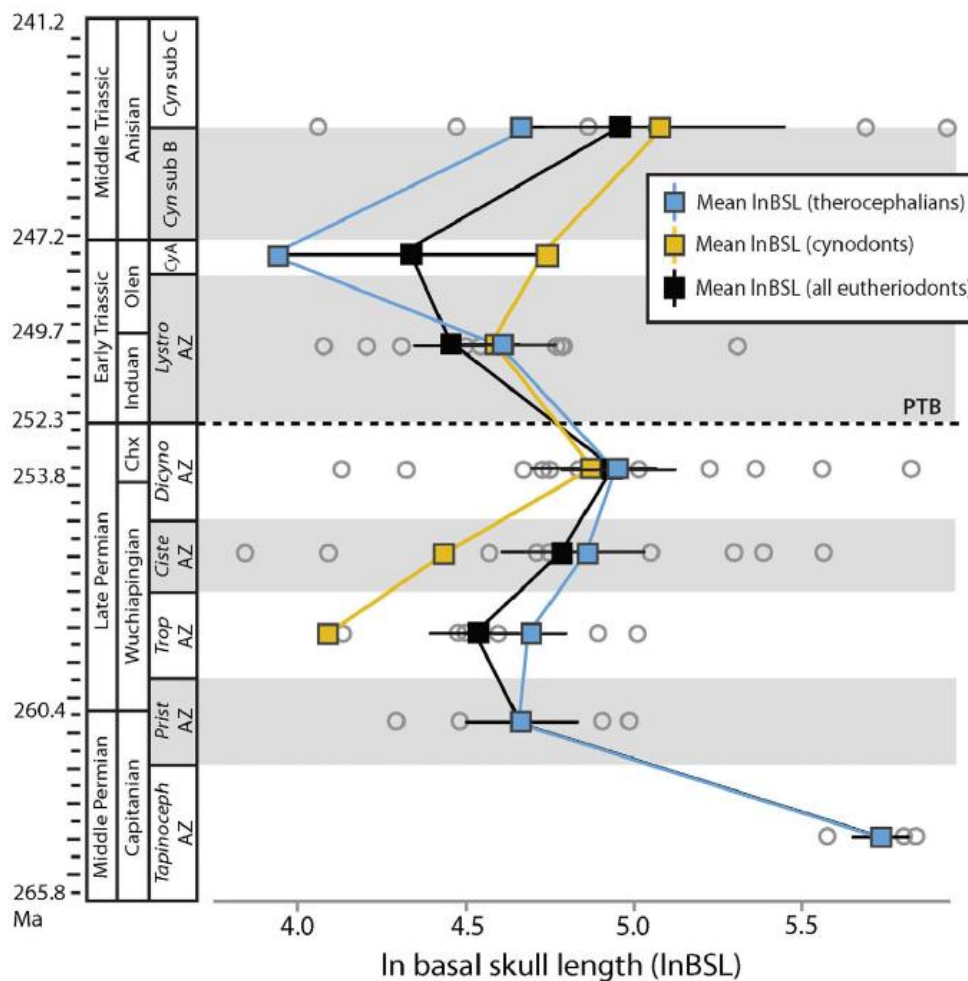 241.2
247.2
249.7
252.3
253.8
260.4
265.8
Ma
Middle Triassic
Early Triassic
Late Permian
Middle Permian
Anisian
Olen
Induan
Chx
Wuchiapingian
Capitanian
Cyn sub C
Cyn sub B
CyA
Lystro
AZ
Dicyno
AZ
Ciste
AZ
Trop
AZ
Prist
AZ
Tapinoceph
AZ
Mean lnBSL (therocephalians)
Mean lnBSL (cynodonts)
Mean lnBSL (all eutheriodonts)
PTB
4.0 4.5 5.0 5.5
ln basal skull length (lnBSL)